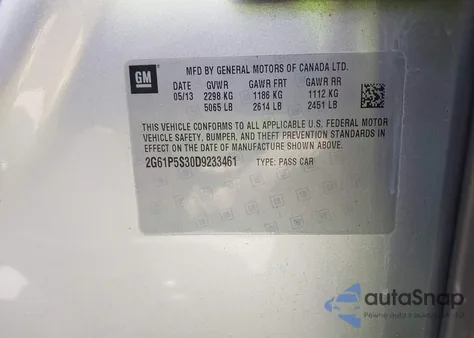 GM
MFD BY GENERAL MOTORS OF CANADA LTD.
DATE GVWR GAWR FRT GAWR RR
05/13 2298 KG 1186 KG 1112 KG
5065 LB 2614 LB 2451 LB
THIS VEHICLE CONFORMS TO ALL APPLICABLE U.S. FEDERAL MOTOR
VEHICLE SAFETY, BUMPER, AND THEFT PREVENTION STANDARDS IN
EFFECT ON THE DATE OF MANUFACTURE SHOWN ABOVE.
2G61P5S30D9233461 TYPE: PASS CAR
autoSnap